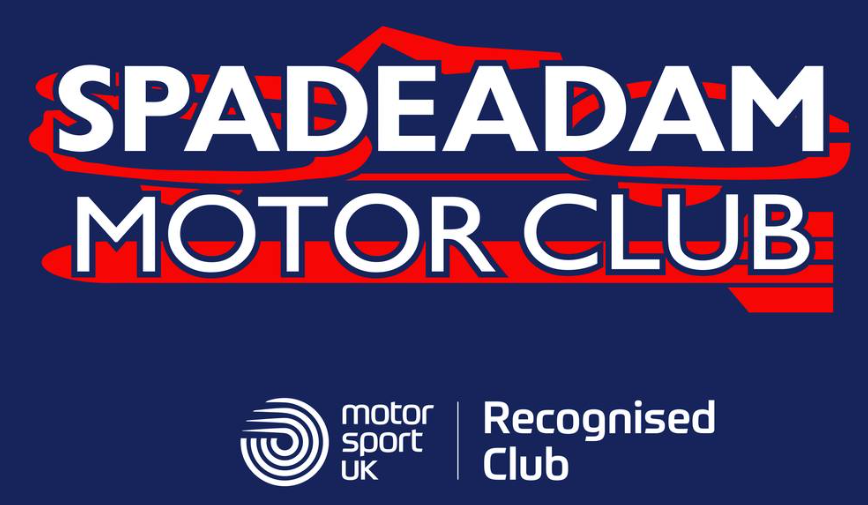 SPADEADAM
MOTOR CLUB
motor
sport
UK
Recognised
Club